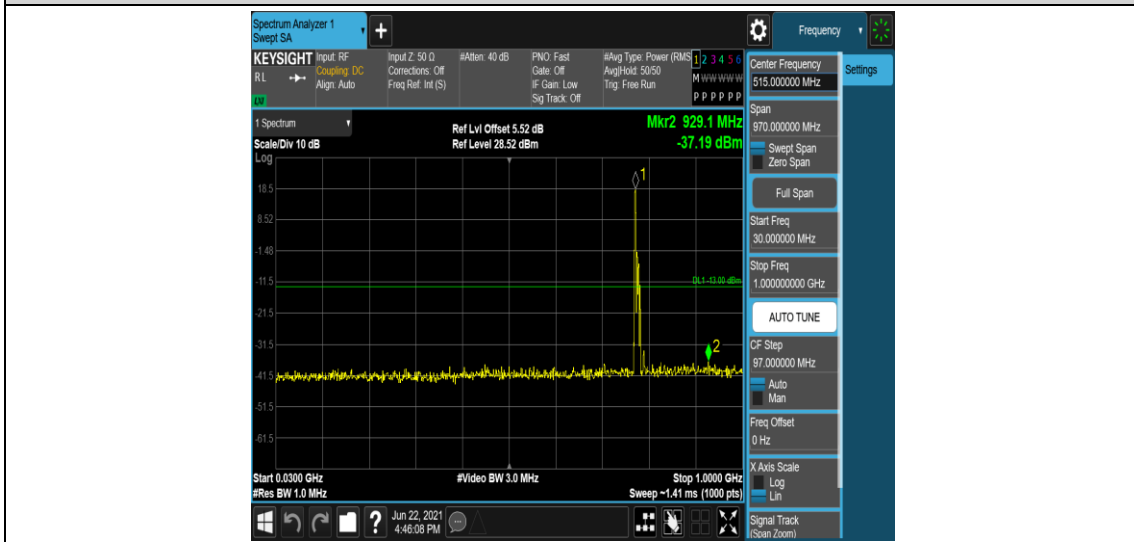 Spectrum Analyzer 1
Swept SA
+
Frequency
KEYSIGHT
RL
Input: RF
Coupling: DC
Align: Auto
Input Z: 50 Ω
Corrections: Off
Freq Ref: Int (S)
#Atten: 40 dB
PNO: Fast
Gate: Off
IF Gain: Low
Sig Track: Off
#Avg Type: Power (RMS
Avg|Hold: 50/50
Trig: Free Run
1 2 3 4 5 6
M W W W W W
P P P P P P
1 Spectrum
Scale/Div 10 dB
Log
Ref Lvl Offset 5.52 dB
Ref Level 28.52 dBm
Mkr2 929.1 MHz
-37.19 dBm
1
18.5
8.52
-1.48
-11.5
DL1 -13.00 dBm
-21.5
-31.5
2
-41.5
-51.5
-61.5
Start 0.0300 GHz
#Res BW 1.0 MHz
#Video BW 3.0 MHz
Stop 1.0000 GHz
Sweep ~1.41 ms (1000 pts)
Jun 22, 2021
4:46:08 PM
?
Center Frequency
515.000000 MHz
Settings
Span
970.000000 MHz
Swept Span
Zero Span
Full Span
Start Freq
30.000000 MHz
Stop Freq
1.000000000 GHz
AUTO TUNE
CF Step
97.000000 MHz
Auto
Man
Freq Offset
0 Hz
X Axis Scale
Log
Lin
Signal Track
(Span Zoom)